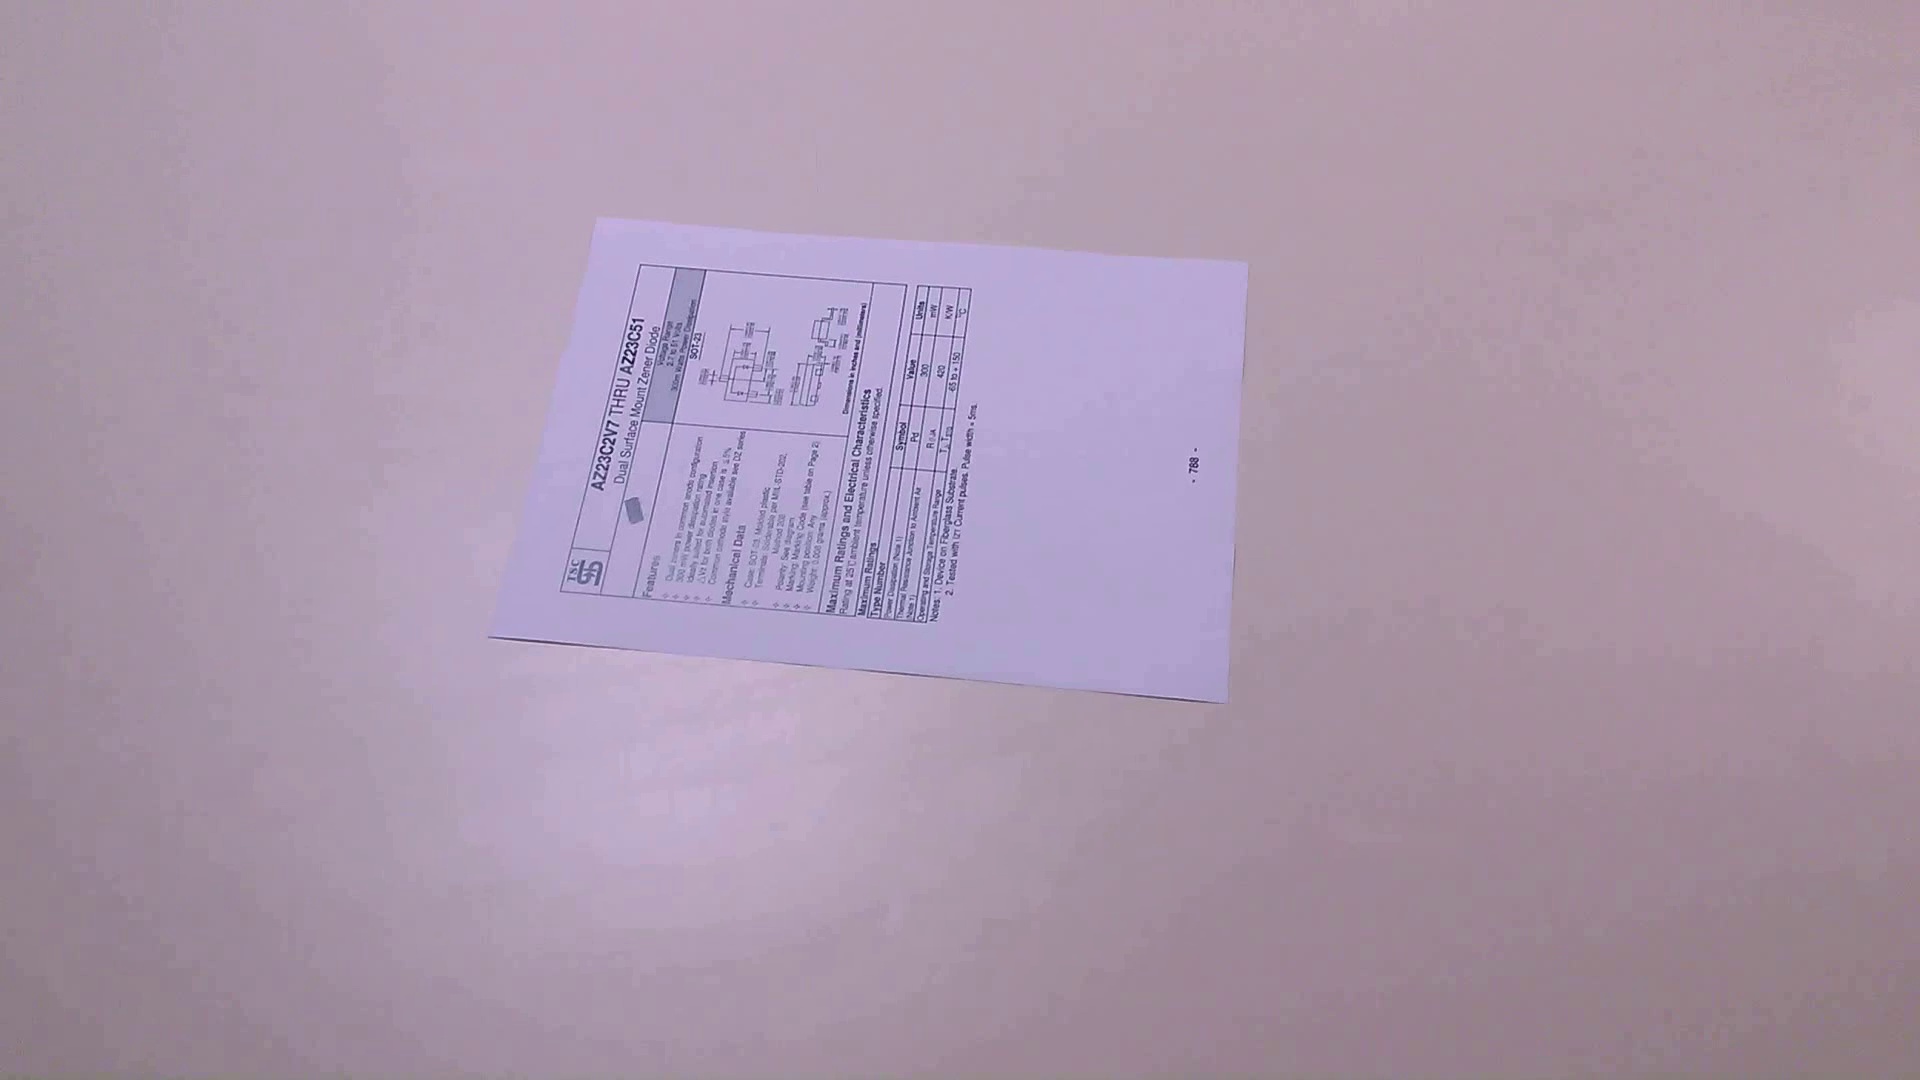 TSC
AZ23C2V7 THRU AZ23C51
Dual Surface Mount Zener Diode
Voltage Range
2.7 to 51 Volts
300m Watts Power Dissipation
SOT-23
Features
Dual zeners in common anode configuration
300 mW power dissipation rating
Ideally suited for automated insertion
△Vz for both diodes in one case is ≤5%
Common cathode style available see DZ series
Mechanical Data
Case: SOT-23, Molded plastic
Terminals: Solderable per MIL-STD-202,
Method 208
Polarity: See diagram
Marking: Marking Code (see table on Page 2)
Mounting position: Any
Weight: 0.008 grams (approx.)
Dimensions in inches and (millimeters)
Maximum Ratings and Electrical Characteristics
Rating at 25℃ ambient temperature unless otherwise specified.
Maximum Ratings
Type Number Symbol Value Units
Power Dissipation (Note 1) Pd 300 mW
Thermal Resistance Junction to Ambient Air (Note 1) RθJA 420 K/W
Operating and Storage Temperature Range TJ, TSTG -65 to + 150 ℃
Notes: 1. Device on Fiberglass Substrate.
2. Tested with IZT Current pulses. Pulse width = 5ms.
- 788 -